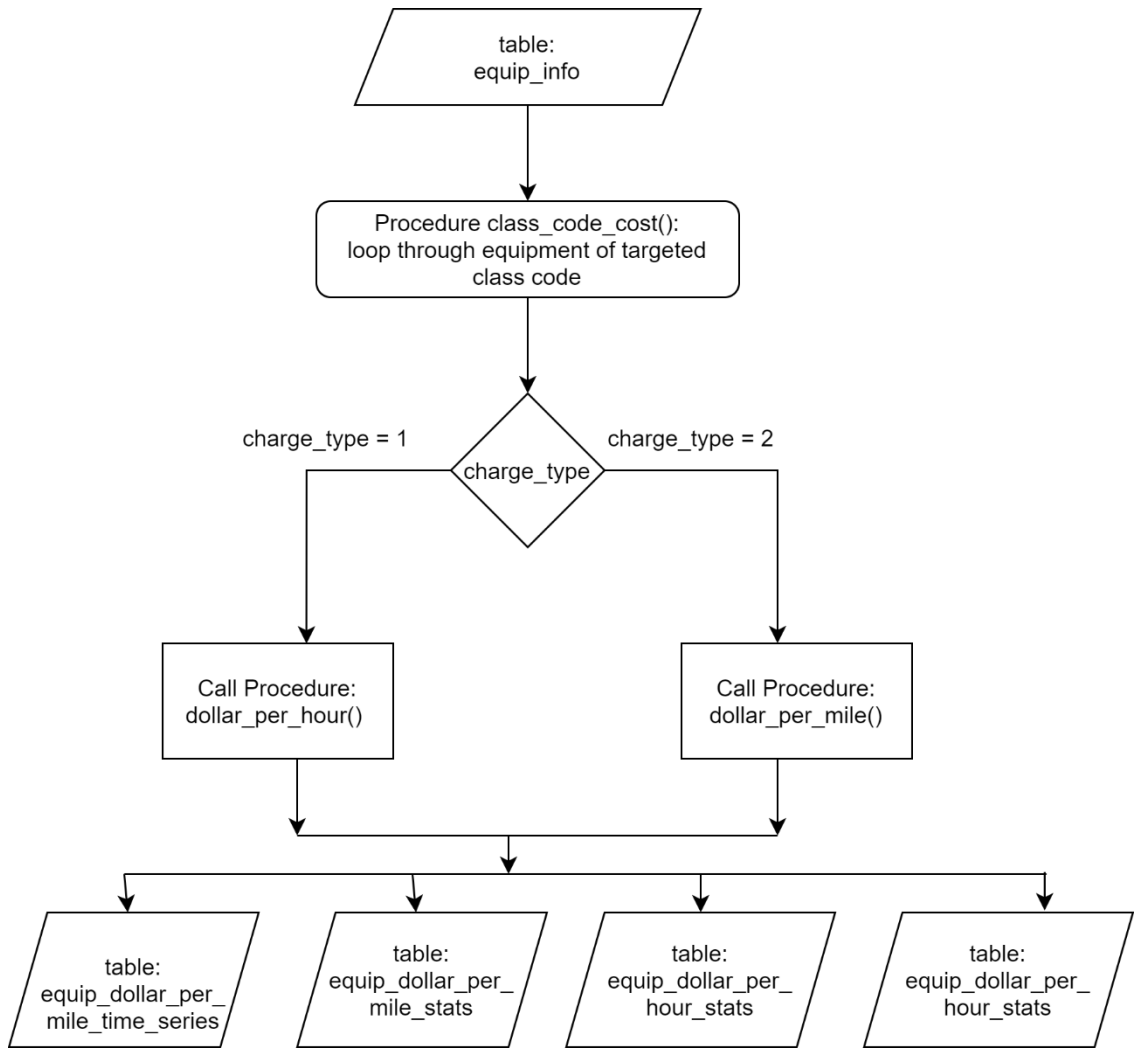 table:
equip_info
Procedure class_code_cost():
loop through equipment of targeted
class code
charge_type = 1
charge_type = 2
charge_type
Call Procedure:
dollar_per_hour()
Call Procedure:
dollar_per_mile()
table:
equip_dollar_per_
mile_time_series
table:
equip_dollar_per_
mile_stats
table:
equip_dollar_per_
hour_stats
table:
equip_dollar_per_
hour_stats